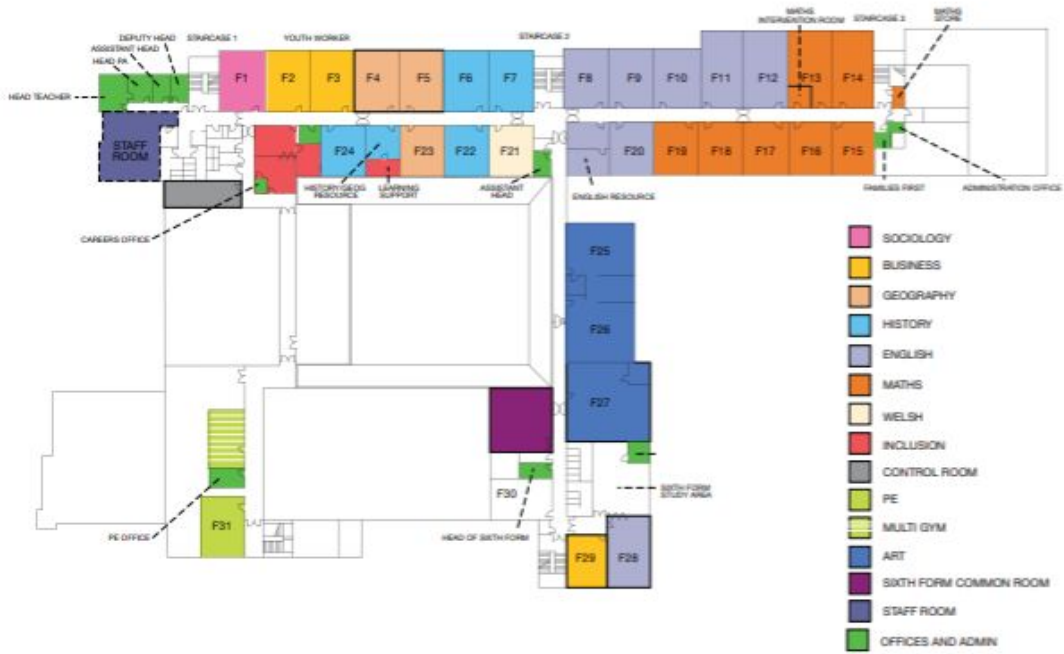 MATHS
INTERVENTION ROOM
STAIRCASE 3
MATHS
STORE
DEPUTY HEAD
ASSISTANT HEAD
HEAD PA
HEAD TEACHER
STAIRCASE 1
YOUTH WORKER
STAIRCASE 2
F1
F2
F3
F4
F5
F6
F7
F8
F9
F10
F11
F12
F13
F14
STAFF
ROOM
F24
F23
F22
F21
F20
F19
F18
F17
F16
F15
HISTORY/GEOG
RESOURCE
LEARNING
SUPPORT
ASSISTANT
HEAD
ENGLISH RESOURCE
FAMILIES FIRST
ADMINISTRATION OFFICE
CAREERS OFFICE
F25
F26
F27
F30
SIXTH FORM
STUDY AREA
F31
PE OFFICE
HEAD OF SIXTH FORM
F29
F28
SOCIOLOGY
BUSINESS
GEOGRAPHY
HISTORY
ENGLISH
MATHS
WELSH
INCLUSION
CONTROL ROOM
PE
MULTI GYM
ART
SIXTH FORM COMMON ROOM
STAFF ROOM
OFFICES AND ADMIN